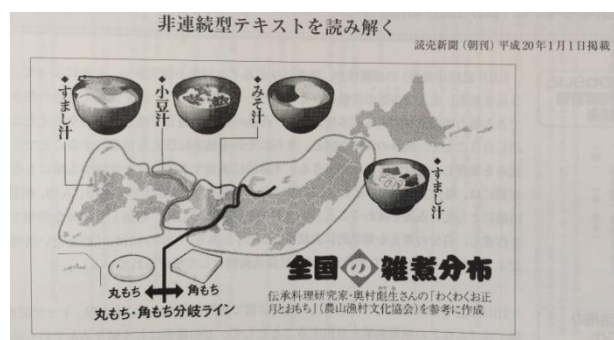 非連続型テキストを読み解く
読売新聞（朝刊）平成20年1月1日掲載
◆すまし汁
◆小豆汁
◆みそ汁
◆すまし汁
丸もち
角もち
丸もち・角もち分岐ライン
全国の雑煮分布
伝承料理研究家・奥村彪生さんの「わくわくお正
月とおもち」（農山漁村文化協会）を参考に作成